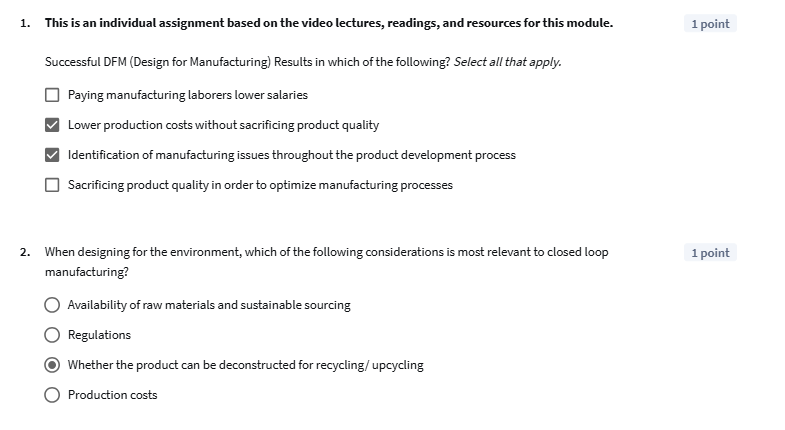 1. This is an individual assignment based on the video lectures, readings, and resources for this module. 1 point
Successful DFM (Design for Manufacturing) Results in which of the following? Select all that apply.
Paying manufacturing laborers lower salaries
Lower production costs without sacrificing product quality
Identification of manufacturing issues throughout the product development process
Sacrificing product quality in order to optimize manufacturing processes
2. When designing for the environment, which of the following considerations is most relevant to closed loop 1 point
manufacturing?
Availability of raw materials and sustainable sourcing
Regulations
Whether the product can be deconstructed for recycling/ upcycling
Production costs